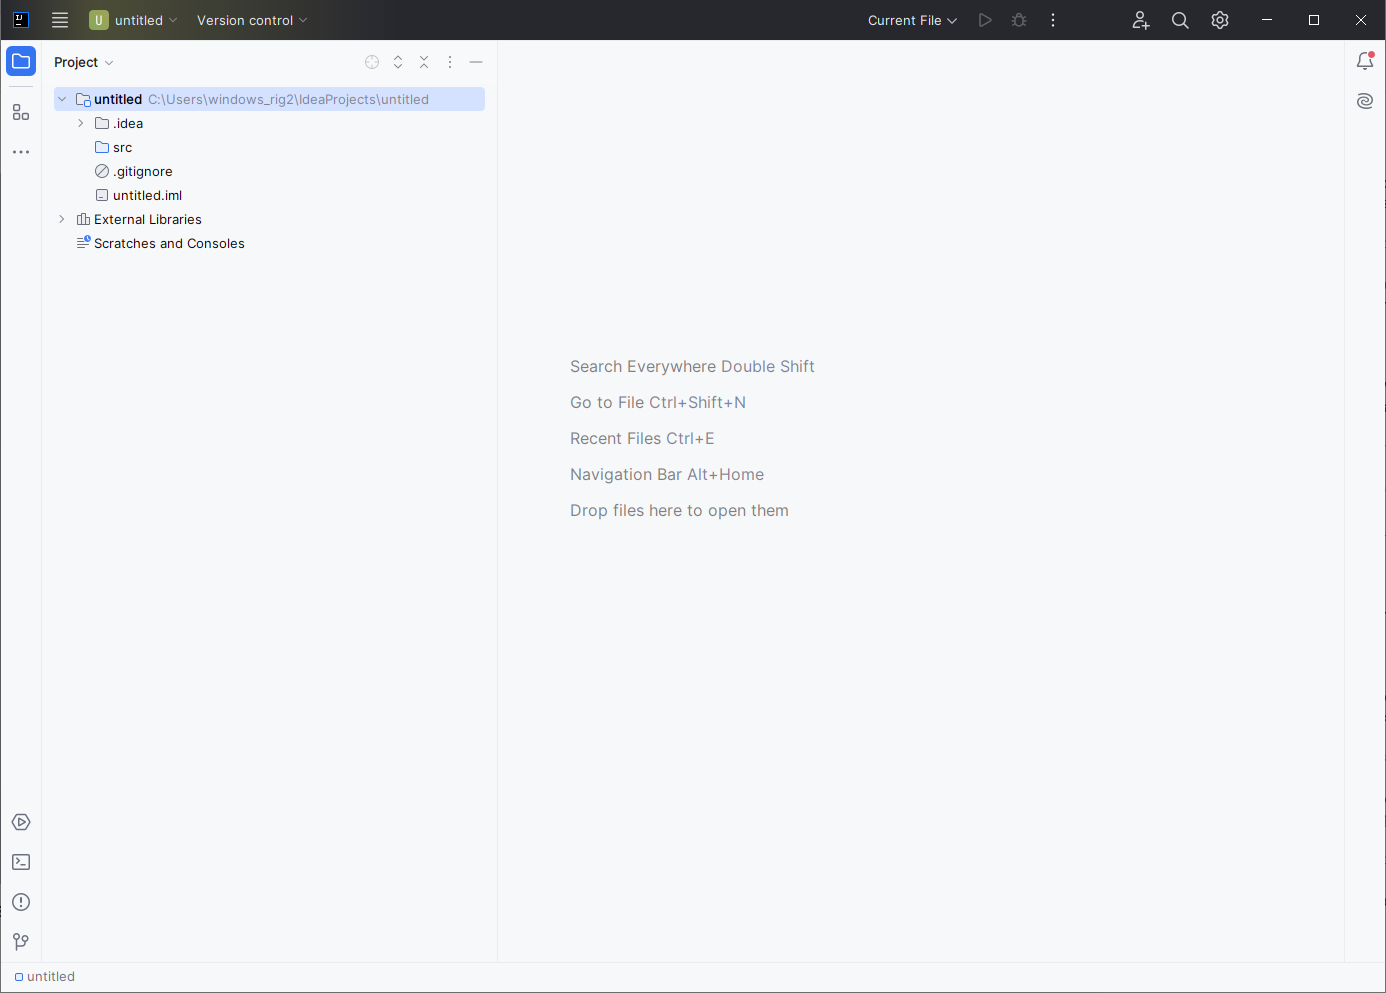 IJ
U untitled Version control Current File
Project
untitled C:\Users\windows_rig2\IdeaProjects\untitled
.idea
src
.gitignore
untitled.iml
External Libraries
Scratches and Consoles
Search Everywhere Double Shift
Go to File Ctrl+Shift+N
Recent Files Ctrl+E
Navigation Bar Alt+Home
Drop files here to open them
untitled